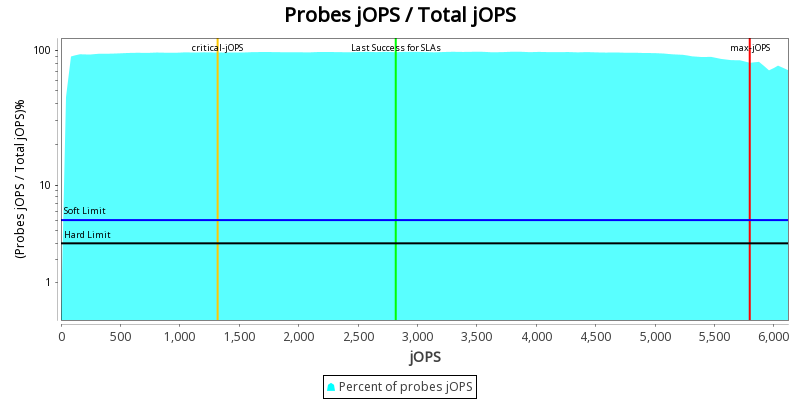 Probes jOPS / Total jOPS
(Probes jOPS / Total jOPS)%
100
10
1
critical-jOPS
Last Success for SLAs
max-jOPS
Soft Limit
Hard Limit
0
500
1,000
1,500
2,000
2,500
3,000
3,500
4,000
4,500
5,000
5,500
6,000
jOPS
Percent of probes jOPS